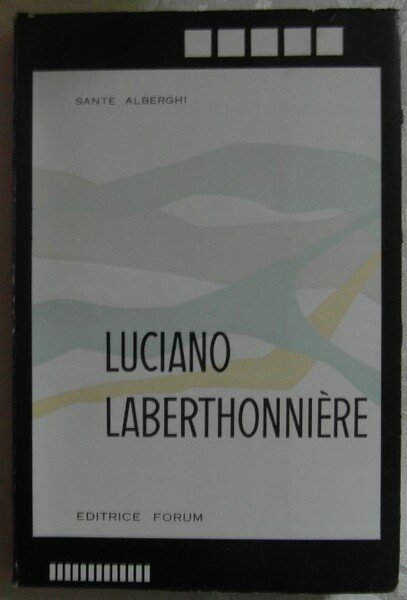 SANTE ALBERGHI
LUCIANO
LABERTHONNIÈRE
EDITRICE FORUM